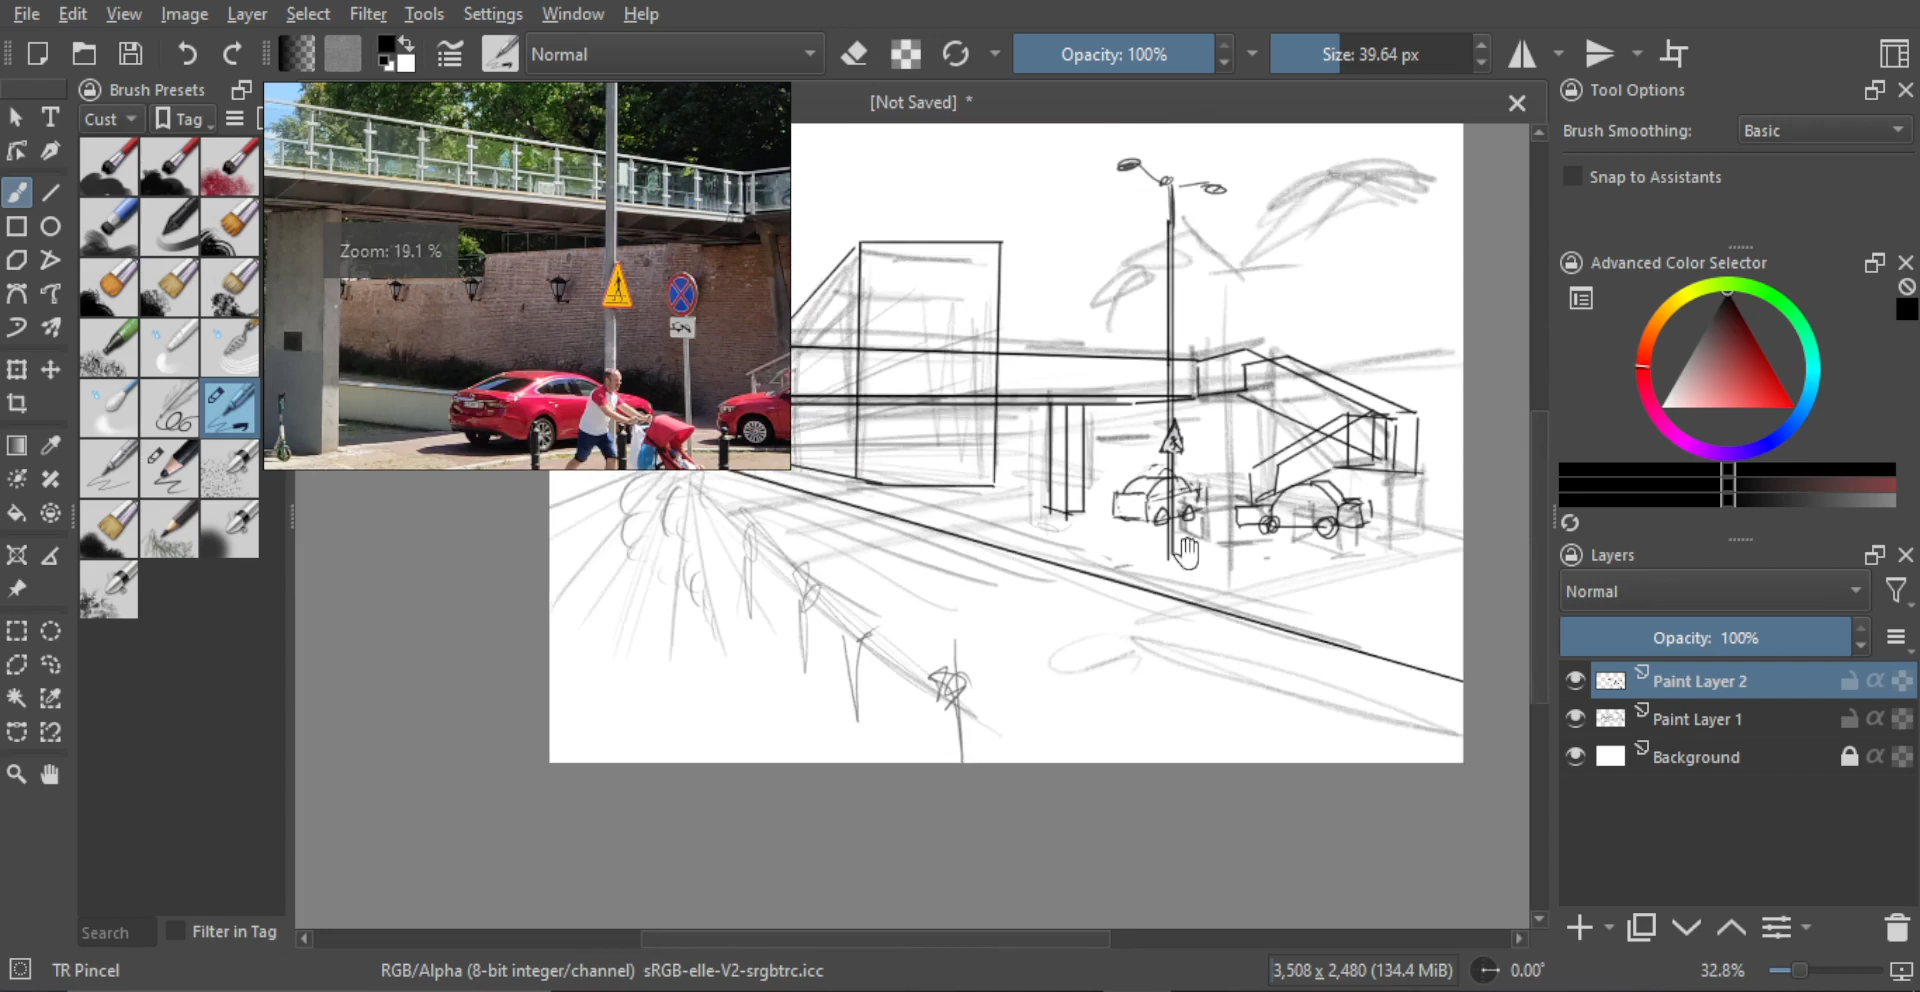 File Edit View Image Layer Select Filter Tools Settings Window Help
Normal
Opacity: 100%
Size: 39.64 px
Brush Presets
[Not Saved] *
Tool Options
Cust
Tag
Brush Smoothing:
Basic
Snap to Assistants
Zoom: 19.1 %
Advanced Color Selector
Layers
Normal
Opacity: 100%
Paint Layer 2
Paint Layer 1
Background
Search
Filter in Tag
TR Pincel
RGB/Alpha (8-bit integer/channel) sRGB-elle-V2-srgbtrc.icc
3,508 x 2,480 (134.4 MiB)
0.00°
32.8%